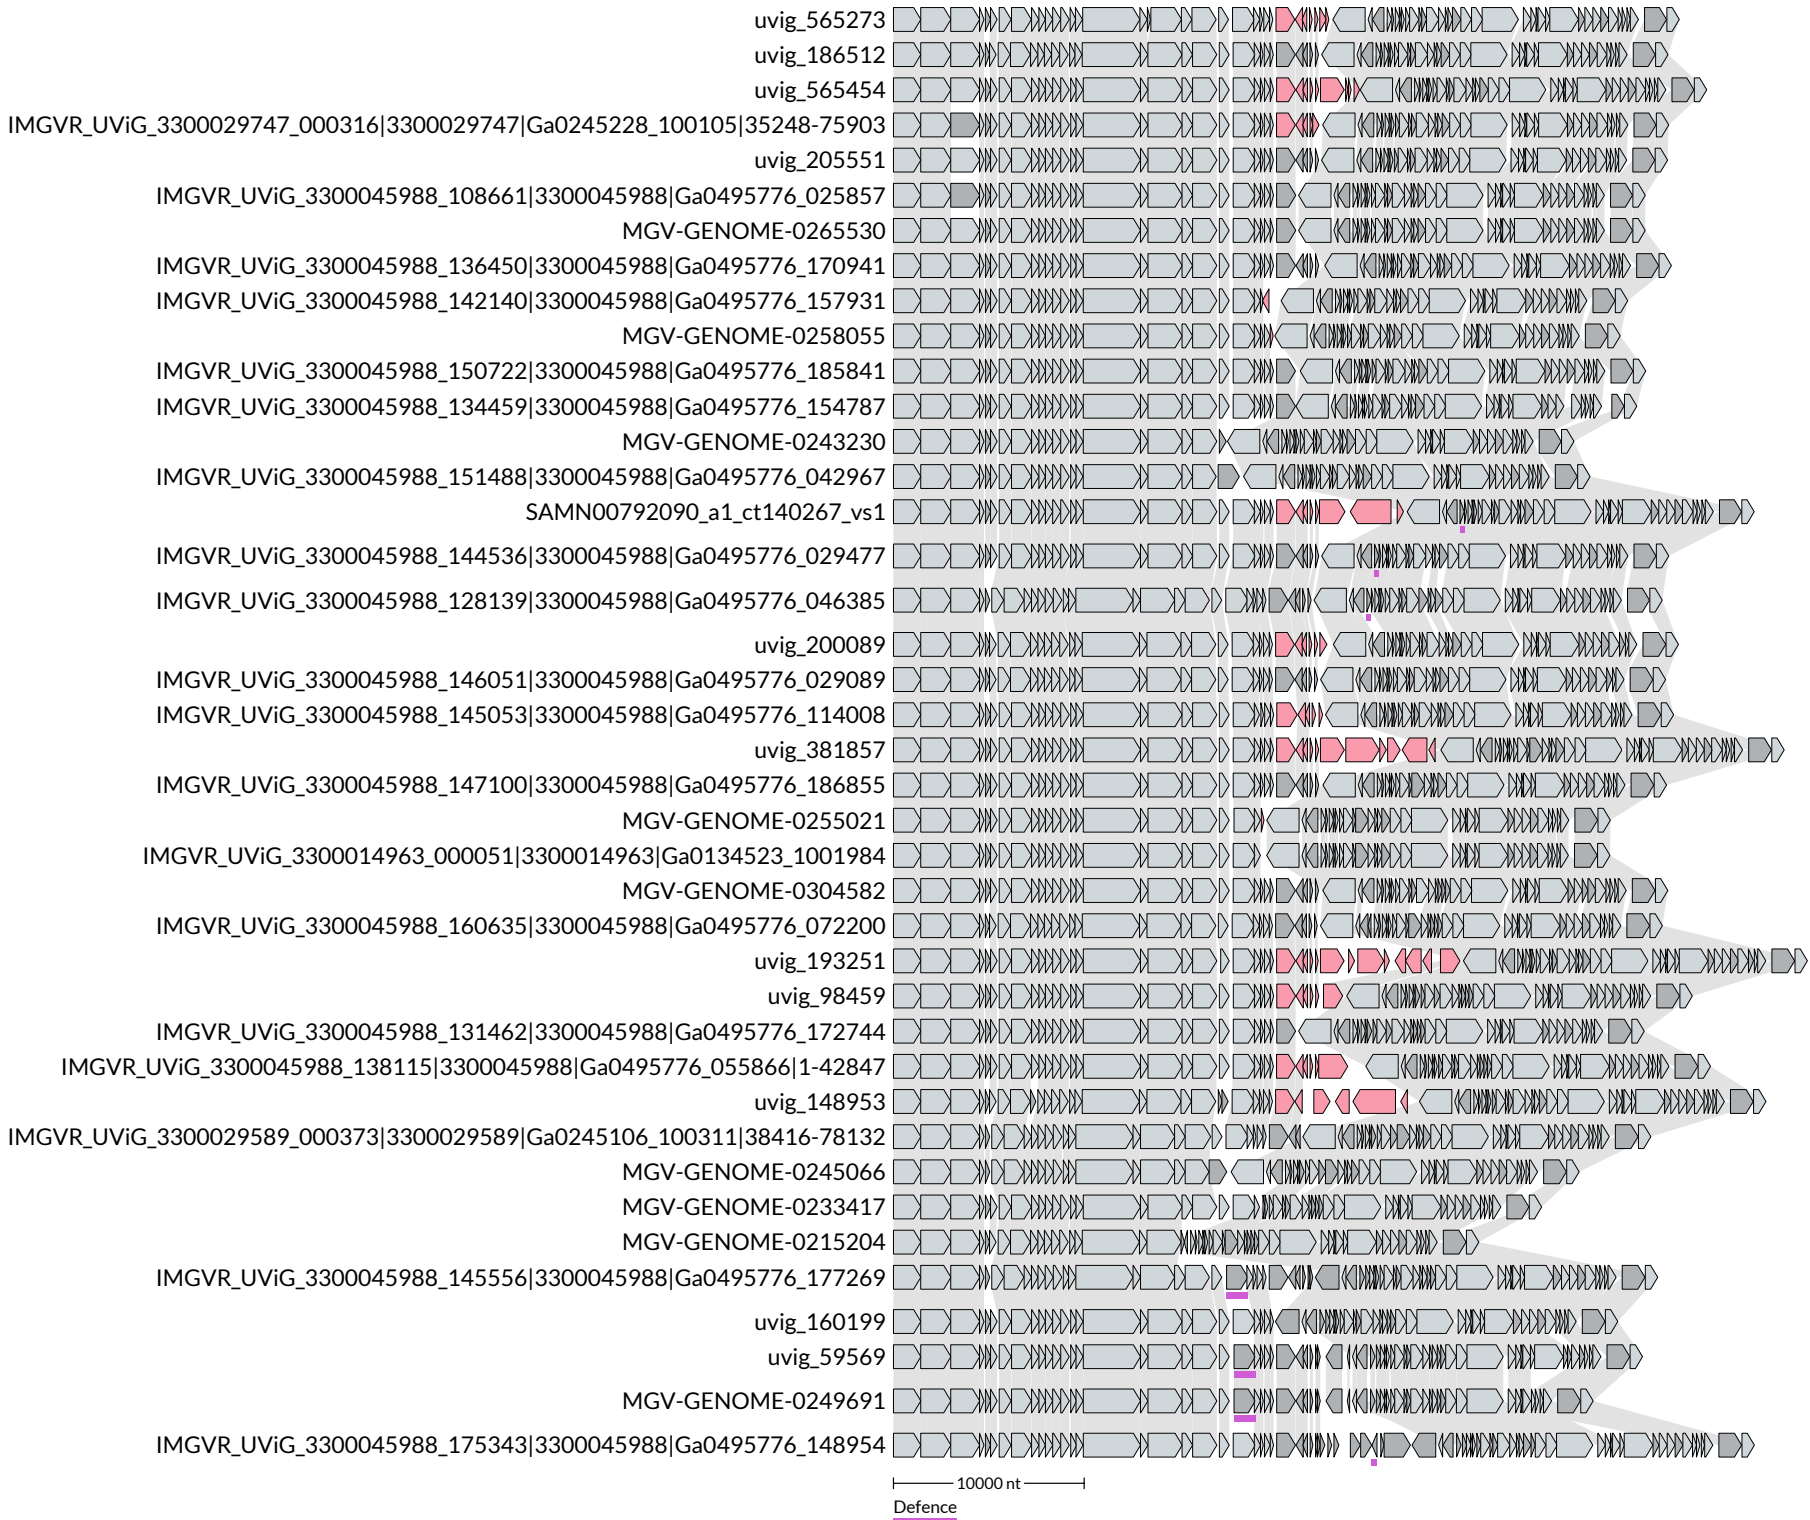 uvig_565273
uvig_186512
uvig_565454
IMGVR_UViG_3300029747_000316|3300029747|Ga0245228_100105|35248-75903
uvig_205551
IMGVR_UViG_3300045988_108661|3300045988|Ga0495776_025857
MGV-GENOME-0265530
IMGVR_UViG_3300045988_136450|3300045988|Ga0495776_170941
IMGVR_UViG_3300045988_142140|3300045988|Ga0495776_157931
MGV-GENOME-0258055
IMGVR_UViG_3300045988_150722|3300045988|Ga0495776_185841
IMGVR_UViG_3300045988_134459|3300045988|Ga0495776_154787
MGV-GENOME-0243230
IMGVR_UViG_3300045988_151488|3300045988|Ga0495776_042967
SAMN00792090_a1_ct140267_vs1
IMGVR_UViG_3300045988_144536|3300045988|Ga0495776_029477
IMGVR_UViG_3300045988_128139|3300045988|Ga0495776_046385
uvig_200089
IMGVR_UViG_3300045988_146051|3300045988|Ga0495776_029089
IMGVR_UViG_3300045988_145053|3300045988|Ga0495776_114008
uvig_381857
IMGVR_UViG_3300045988_147100|3300045988|Ga0495776_186855
MGV-GENOME-0255021
IMGVR_UViG_3300014963_000051|3300014963|Ga0134523_1001984
MGV-GENOME-0304582
IMGVR_UViG_3300045988_160635|3300045988|Ga0495776_072200
uvig_193251
uvig_98459
IMGVR_UViG_3300045988_131462|3300045988|Ga0495776_172744
IMGVR_UViG_3300045988_138115|3300045988|Ga0495776_055866|1-42847
uvig_148953
IMGVR_UViG_3300029589_000373|3300029589|Ga0245106_100311|38416-78132
MGV-GENOME-0245066
MGV-GENOME-0233417
MGV-GENOME-0215204
IMGVR_UViG_3300045988_145556|3300045988|Ga0495776_177269
uvig_160199
uvig_59569
MGV-GENOME-0249691
IMGVR_UViG_3300045988_175343|3300045988|Ga0495776_148954
10000 nt
Defence